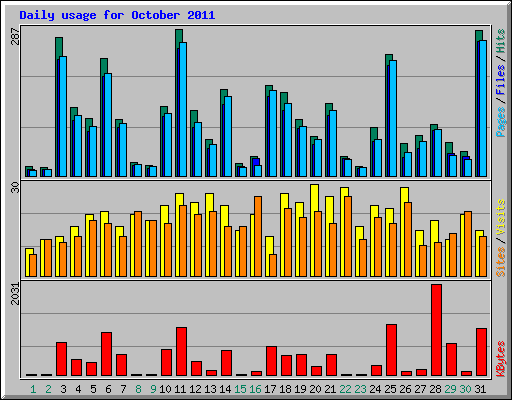 Daily usage for October 2011
287
Pages / Files / Hits
30
Sites / Visits
2031
KBytes
1 2 3 4 5 6 7 8 9 10 11 12 13 14 15 16 17 18 19 20 21 22 23 24 25 26 27 28 29 30 31